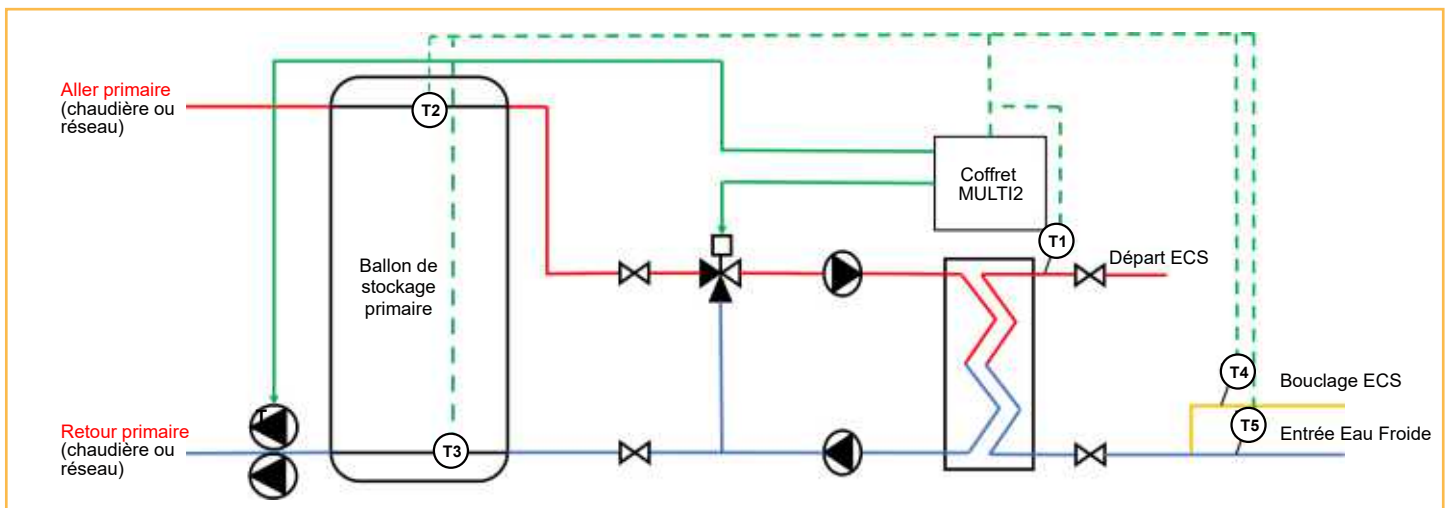 Aller primaire
(chaudière ou
réseau)
T2
Coffret
MULTI2
T1
Départ ECS
Ballon de
stockage
primaire
T4
Bouclage ECS
T
T5
Retour primaire
(chaudière ou
réseau)
T3
Entrée Eau Froide